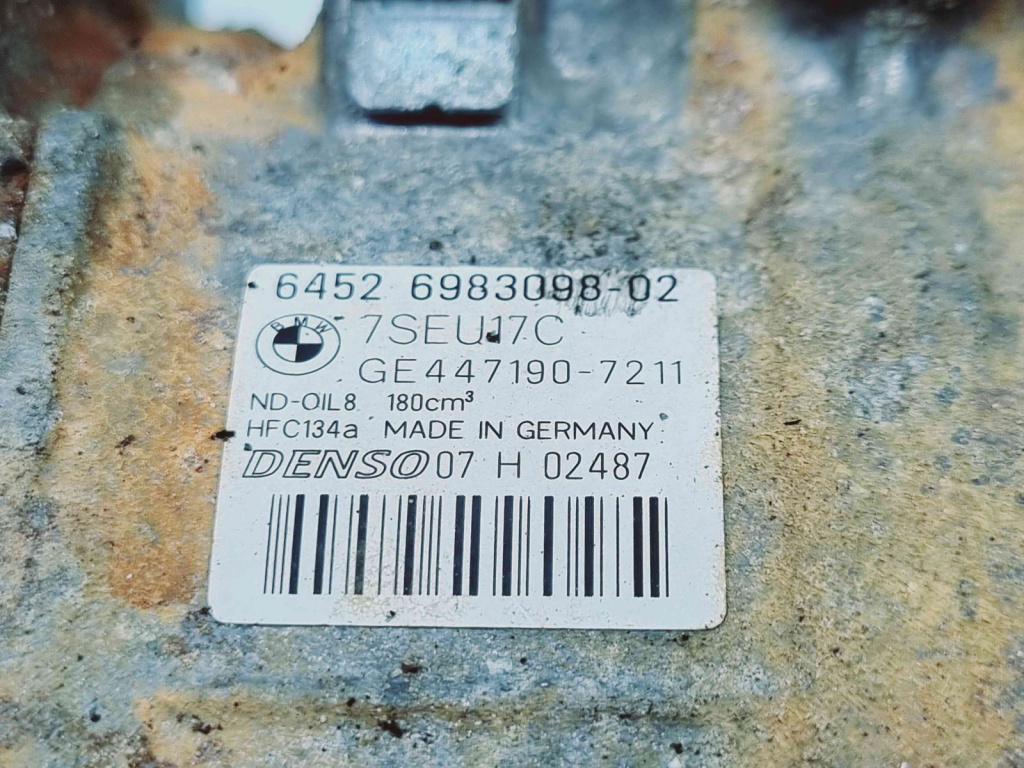 6452 6983098-02
BMW
7SEU17C
GE447190-7211
ND-OIL8 180cm³
HFC134a MADE IN GERMANY
DENSO 07 H 02487